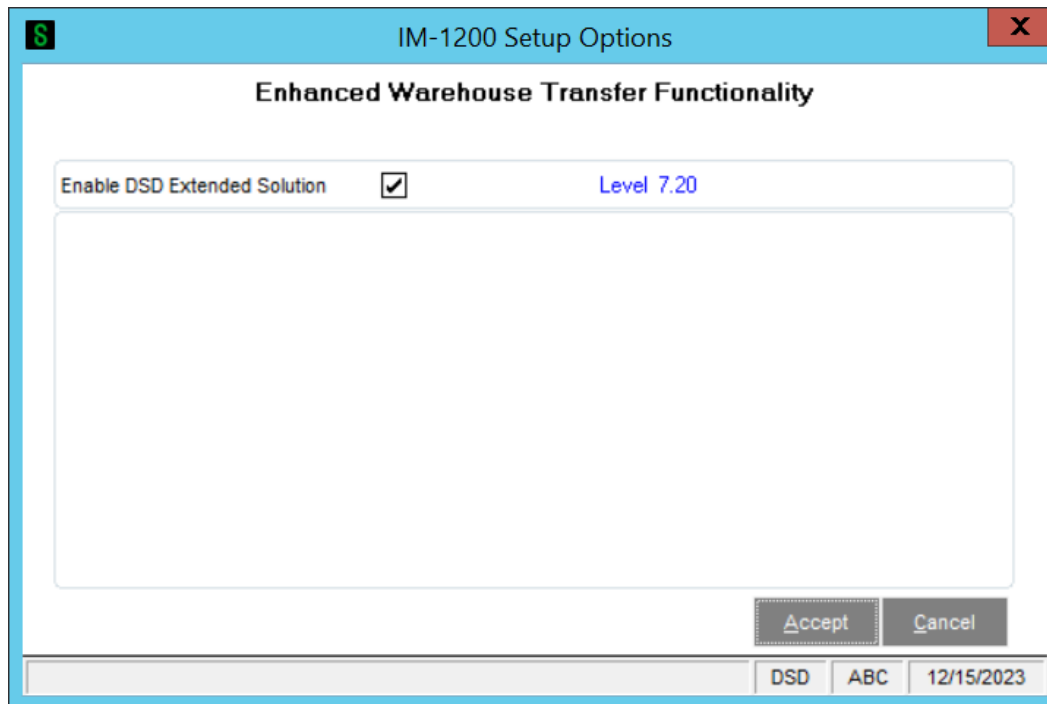 S
IM-1200 Setup Options
X
Enhanced Warehouse Transfer Functionality
Enable DSD Extended Solution Level 7.20
Accept Cancel
DSD ABC 12/15/2023